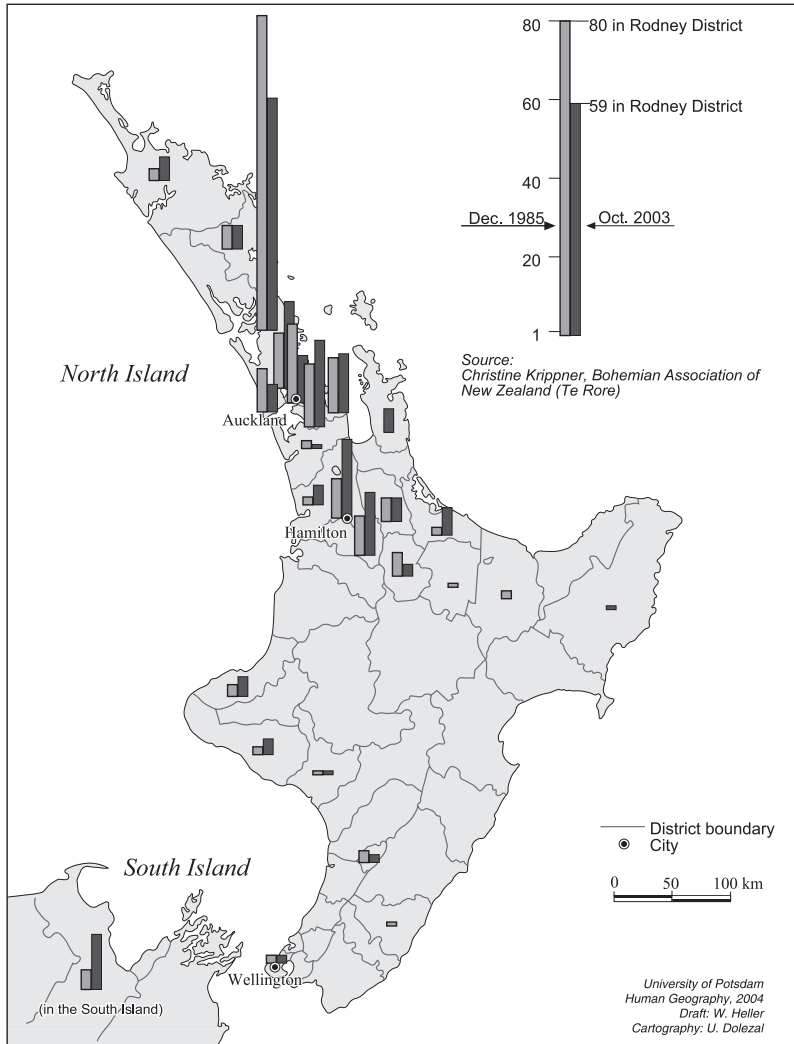 80
80 in Rodney District
60
59 in Rodney District
40
Dec. 1985
Oct. 2003
20
1
Source:
Christine Krippner, Bohemian Association of
New Zealand (Te Rore)
North Island
Auckland
Hamilton
District boundary
City
South Island
0 50 100 km
Wellington
(in the South Island)
University of Potsdam
Human Geography, 2004
Draft: W. Heller
Cartography: U. Dolezal